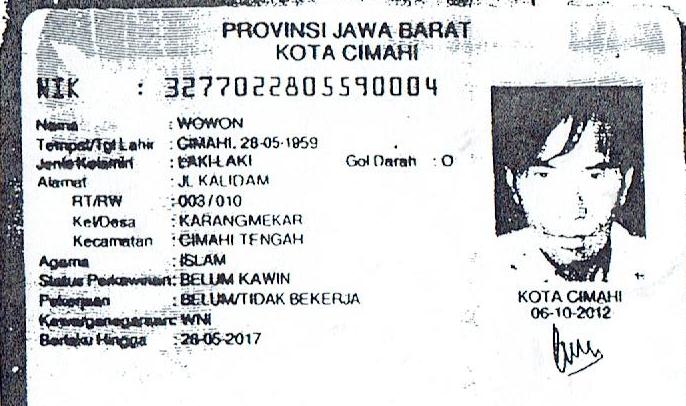 PROVINSI JAWA BARAT
KOTA CIMAHI
NIK : 3277022805590004
Nama : WOWON
Tempat/Tgl Lahir : CIMAHI, 28-05-1959
Jenis Kelamin : LAKI-LAKI Gol Darah : O
Alamat : JL KALIDAM
RT/RW : 003/010
Kel/Desa : KARANGMEKAR
Kecamatan : CIMAHI TENGAH
Agama : ISLAM
Status Perkawinan: BELUM KAWIN
Pekerjaan : BELUM/TIDAK BEKERJA
Kewarganegaraan: WNI
Berlaku Hingga : 28-05-2017
KOTA CIMAHI
06-10-2012